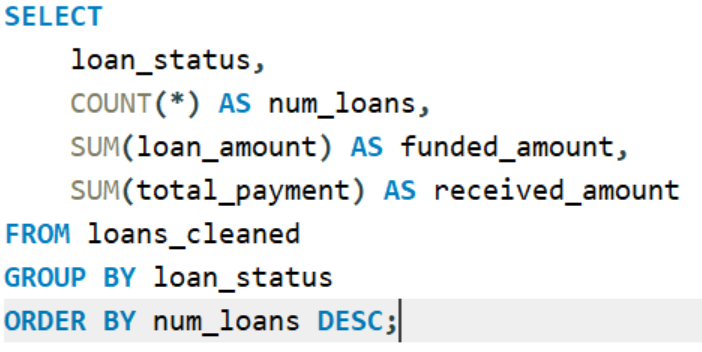 SELECT
    loan_status,
    COUNT(*) AS num_loans,
    SUM(loan_amount) AS funded_amount,
    SUM(total_payment) AS received_amount
FROM loans_cleaned
GROUP BY loan_status
ORDER BY num_loans DESC;